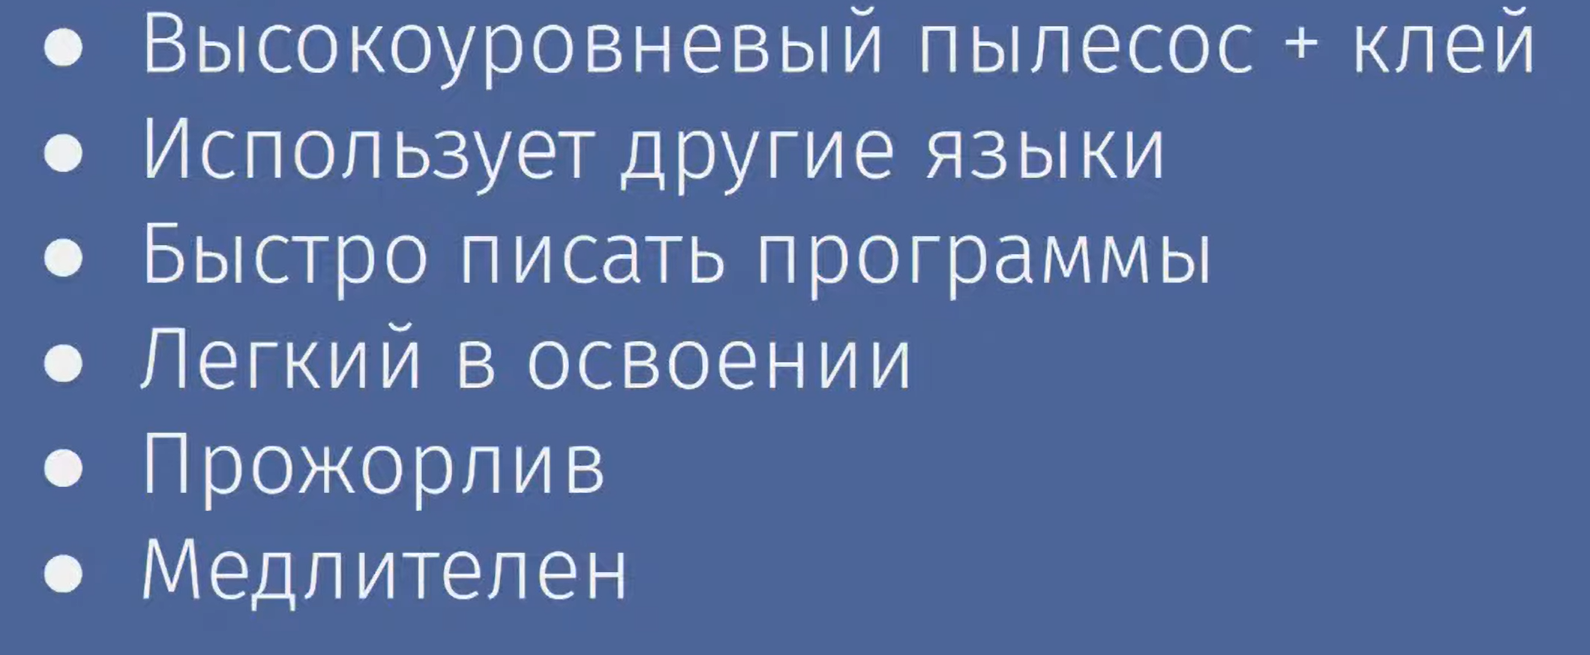 ● Высокоуровневый пылесос + клей
● Использует другие языки
● Быстро писать программы
● Легкий в освоении
● Прожорлив
● Медлителен